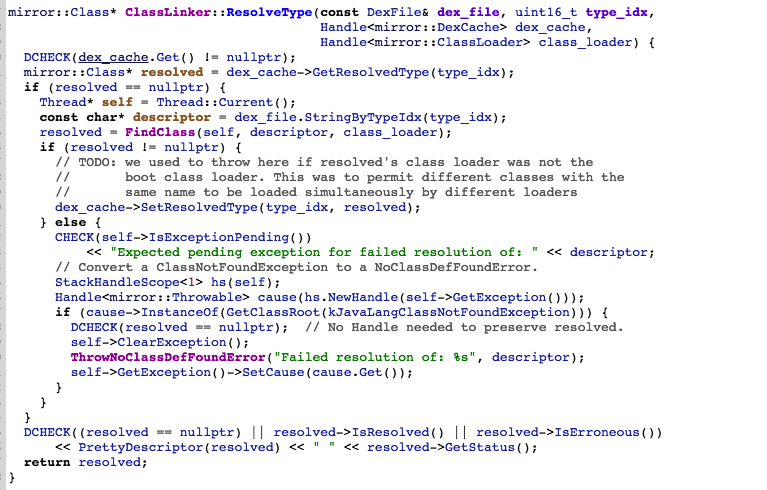 mirror::Class* ClassLinker::ResolveType(const DexFile& dex_file, uint16_t type_idx,
                                        Handle<mirror::DexCache> dex_cache,
                                        Handle<mirror::ClassLoader> class_loader) {
  DCHECK(dex_cache.Get() != nullptr);
  mirror::Class* resolved = dex_cache->GetResolvedType(type_idx);
  if (resolved == nullptr) {
    Thread* self = Thread::Current();
    const char* descriptor = dex_file.StringByTypeIdx(type_idx);
    resolved = FindClass(self, descriptor, class_loader);
    if (resolved != nullptr) {
      // TODO: we used to throw here if resolved's class loader was not the
      //       boot class loader. This was to permit different classes with the
      //       same name to be loaded simultaneously by different loaders
      dex_cache->SetResolvedType(type_idx, resolved);
    } else {
      CHECK(self->IsExceptionPending())
          << "Expected pending exception for failed resolution of: " << descriptor;
      // Convert a ClassNotFoundException to a NoClassDefFoundError.
      StackHandleScope<1> hs(self);
      Handle<mirror::Throwable> cause(hs.NewHandle(self->GetException()));
      if (cause->InstanceOf(GetClassRoot(kJavaLangClassNotFoundException))) {
        DCHECK(resolved == nullptr);  // No Handle needed to preserve resolved.
        self->ClearException();
        ThrowNoClassDefFoundError("Failed resolution of: %s", descriptor);
        self->GetException()->SetCause(cause.Get());
      }
    }
  }
  DCHECK((resolved == nullptr) || resolved->IsResolved() || resolved->IsErroneous())
      << PrettyDescriptor(resolved) << " " << resolved->GetStatus();
  return resolved;
}